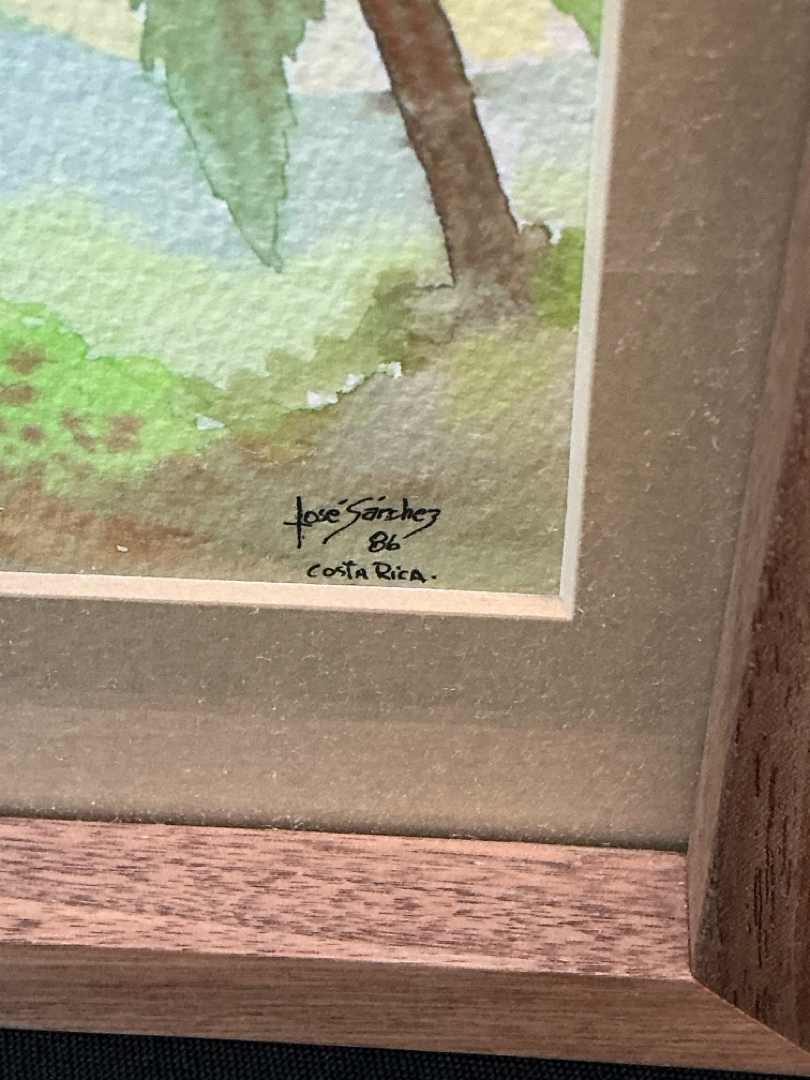 José Sánchez
86
COSTA RICA.